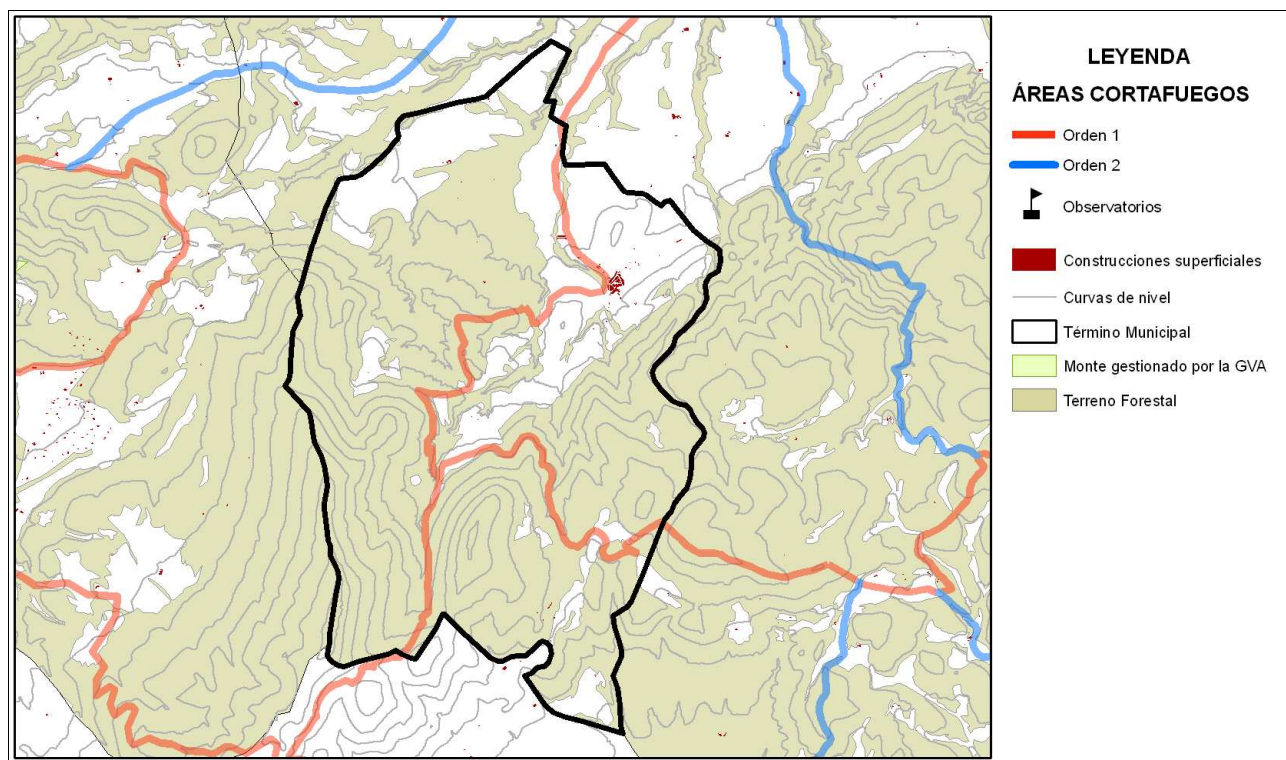 LEYENDA
ÁREAS CORTAFUEGOS
Orden 1
Orden 2
Observatorios
Construcciones superficiales
Curvas de nivel
Término Municipal
Monte gestionado por la GVA
Terreno Forestal